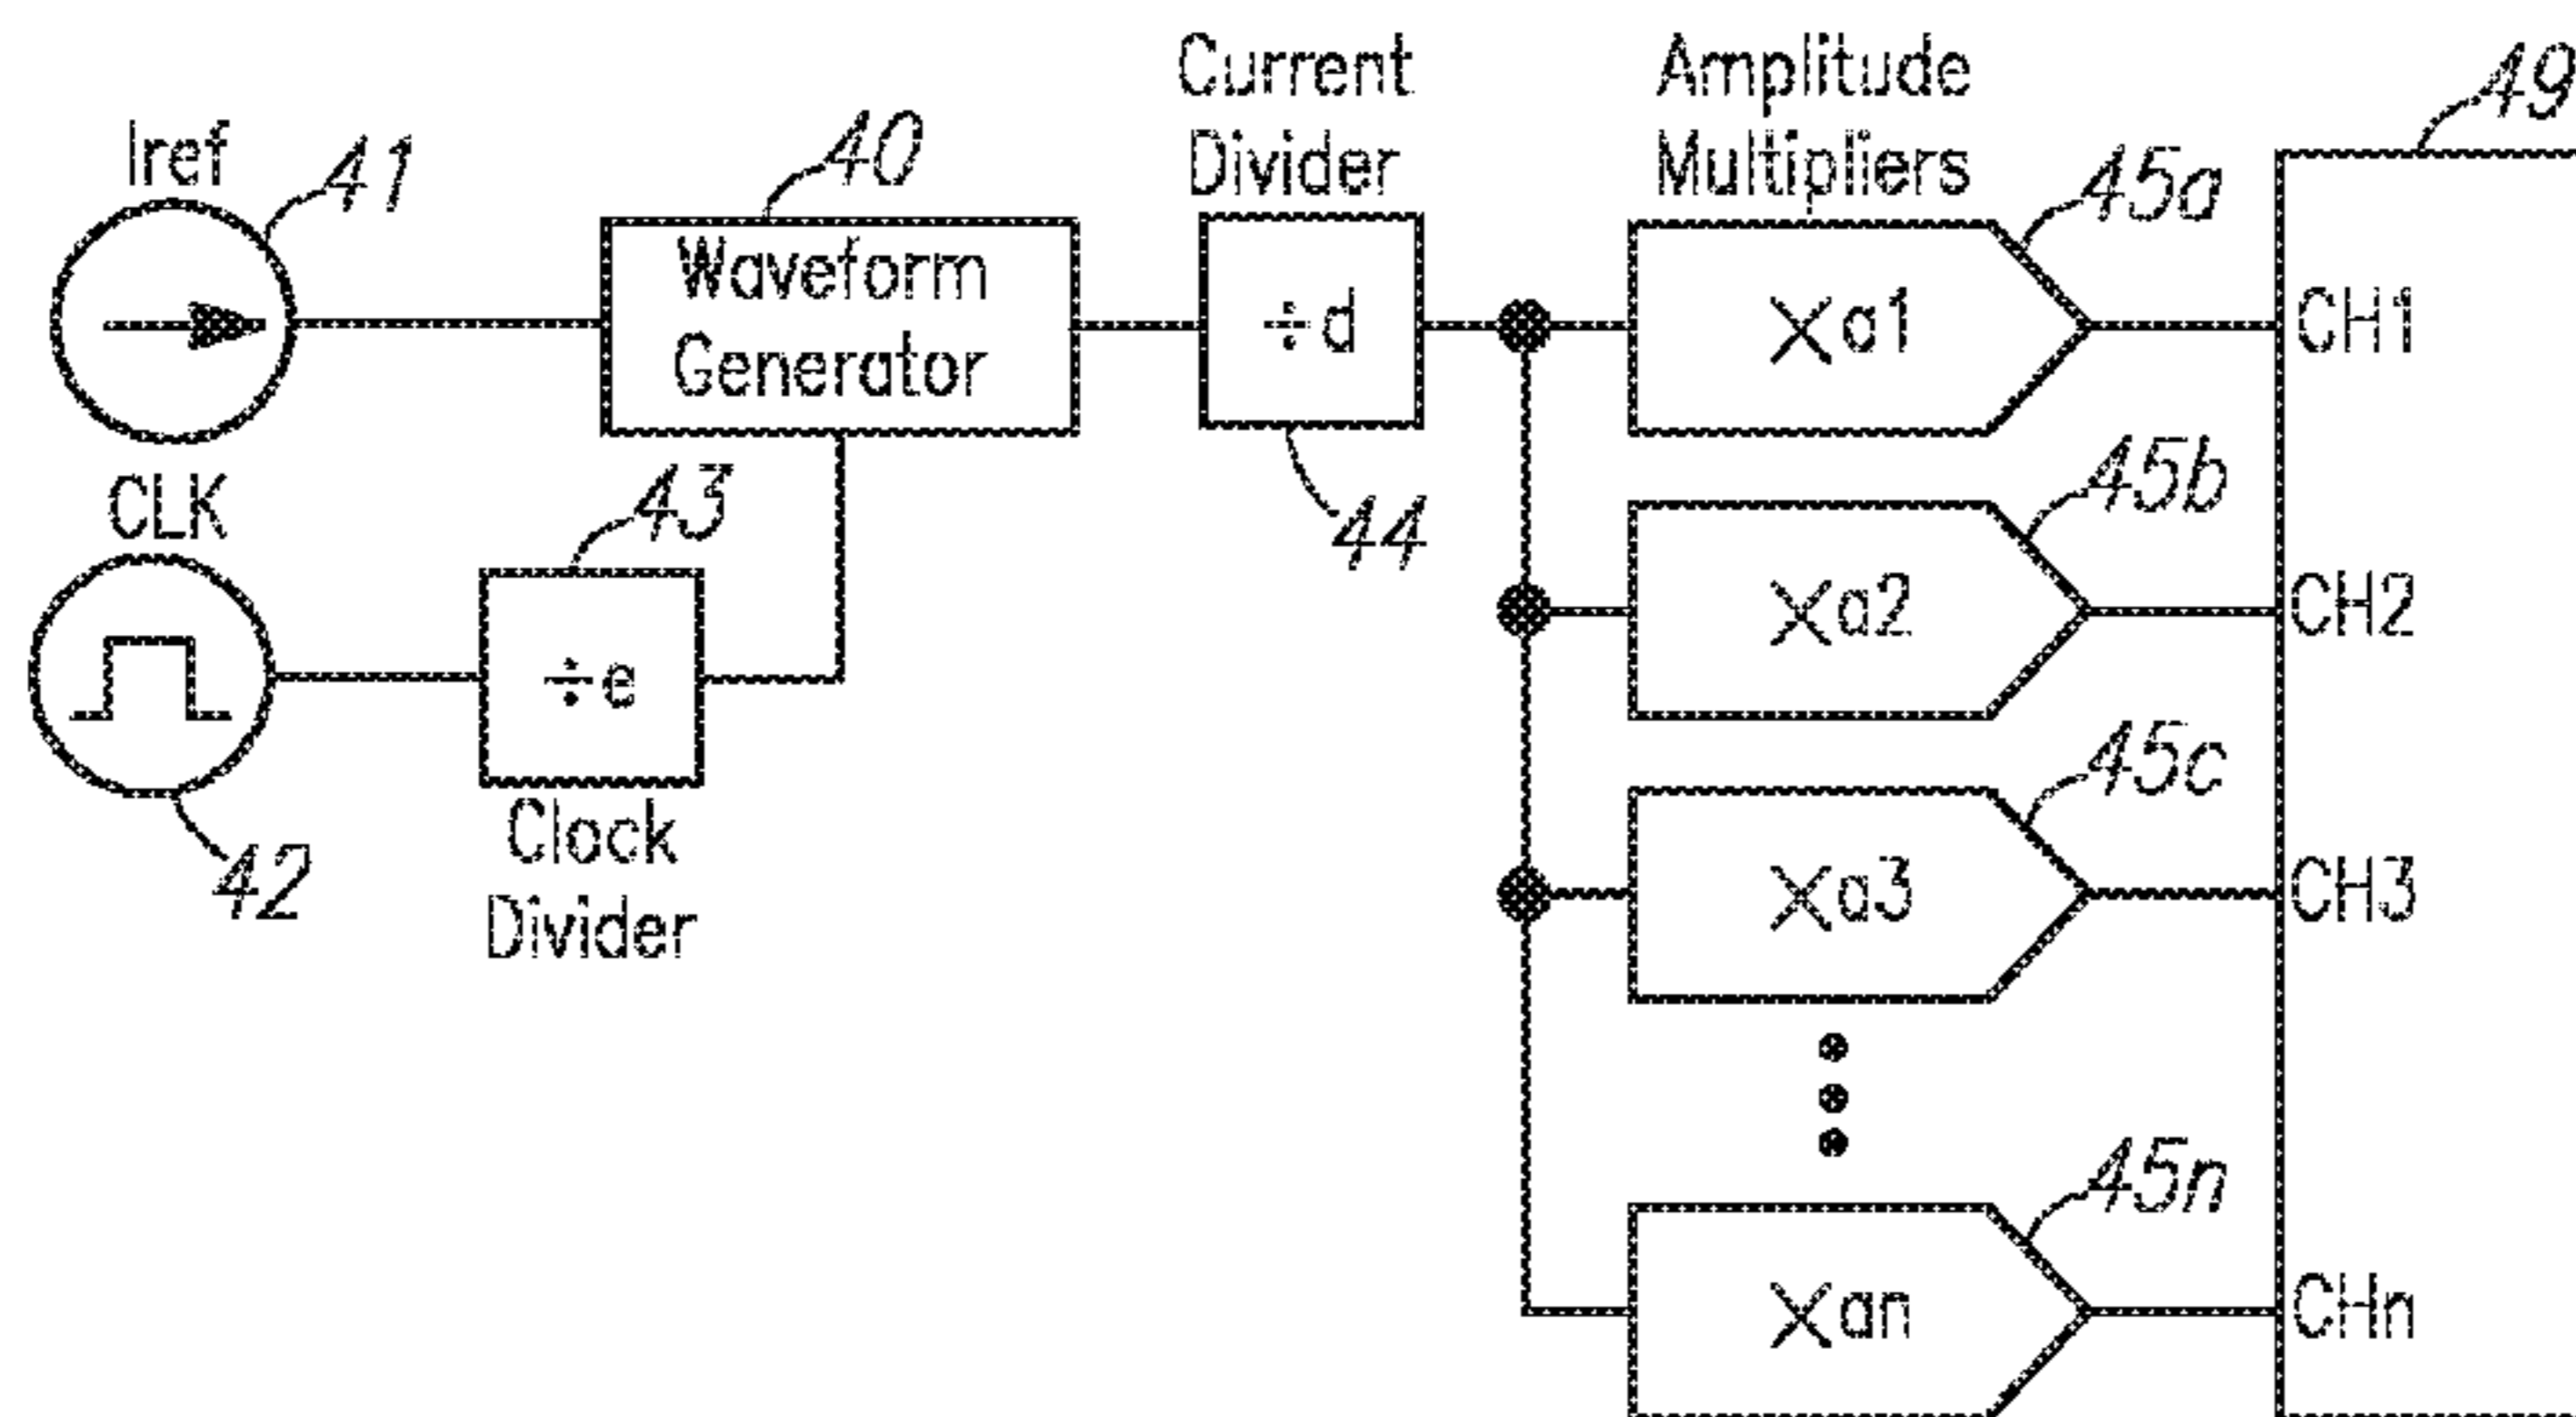 Iref
41
CLK
42
43
÷e
Clock
Divider
40
Waveform
Generator
Current
Divider
÷d
44
Amplitude
Multipliers
45a
Xa1
CH1
45b
Xa2
CH2
45c
Xa3
CH3
45n
Xan
CHn
49